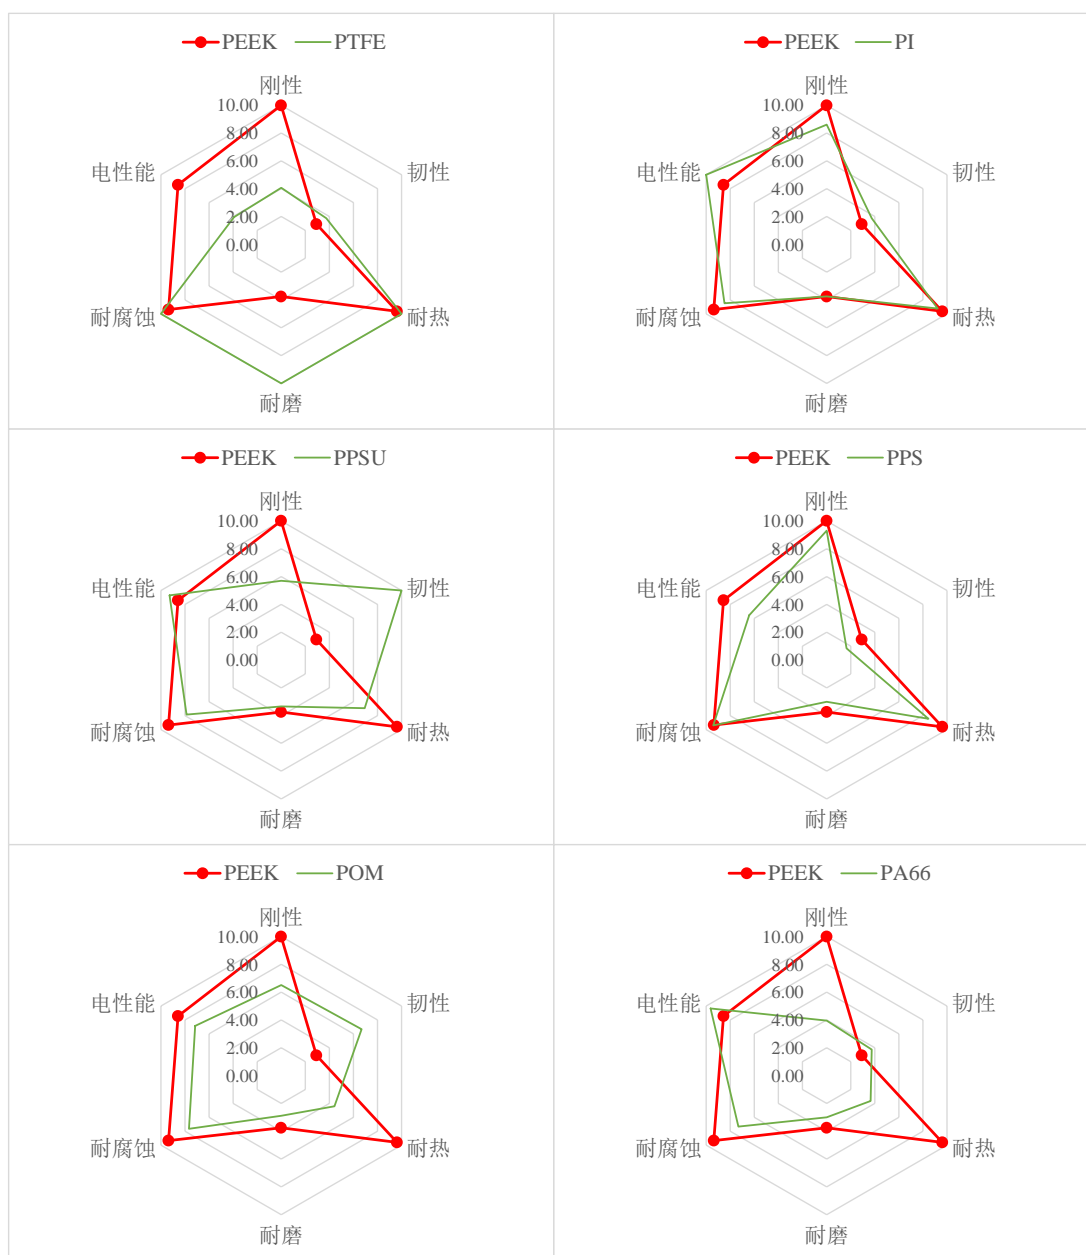 PEEK PTFE
刚性
10.00
8.00
电性能 韧性
6.00
4.00
2.00
0.00
耐腐蚀 耐热
耐磨
PEEK PI
刚性
10.00
8.00
电性能 韧性
6.00
4.00
2.00
0.00
耐腐蚀 耐热
耐磨
PEEK PPSU
刚性
10.00
8.00
电性能 韧性
6.00
4.00
2.00
0.00
耐腐蚀 耐热
耐磨
PEEK PPS
刚性
10.00
8.00
电性能 韧性
6.00
4.00
2.00
0.00
耐腐蚀 耐热
耐磨
PEEK POM
刚性
10.00
8.00
电性能 韧性
6.00
4.00
2.00
0.00
耐腐蚀 耐热
耐磨
PEEK PA66
刚性
10.00
8.00
电性能 韧性
6.00
4.00
2.00
0.00
耐腐蚀 耐热
耐磨